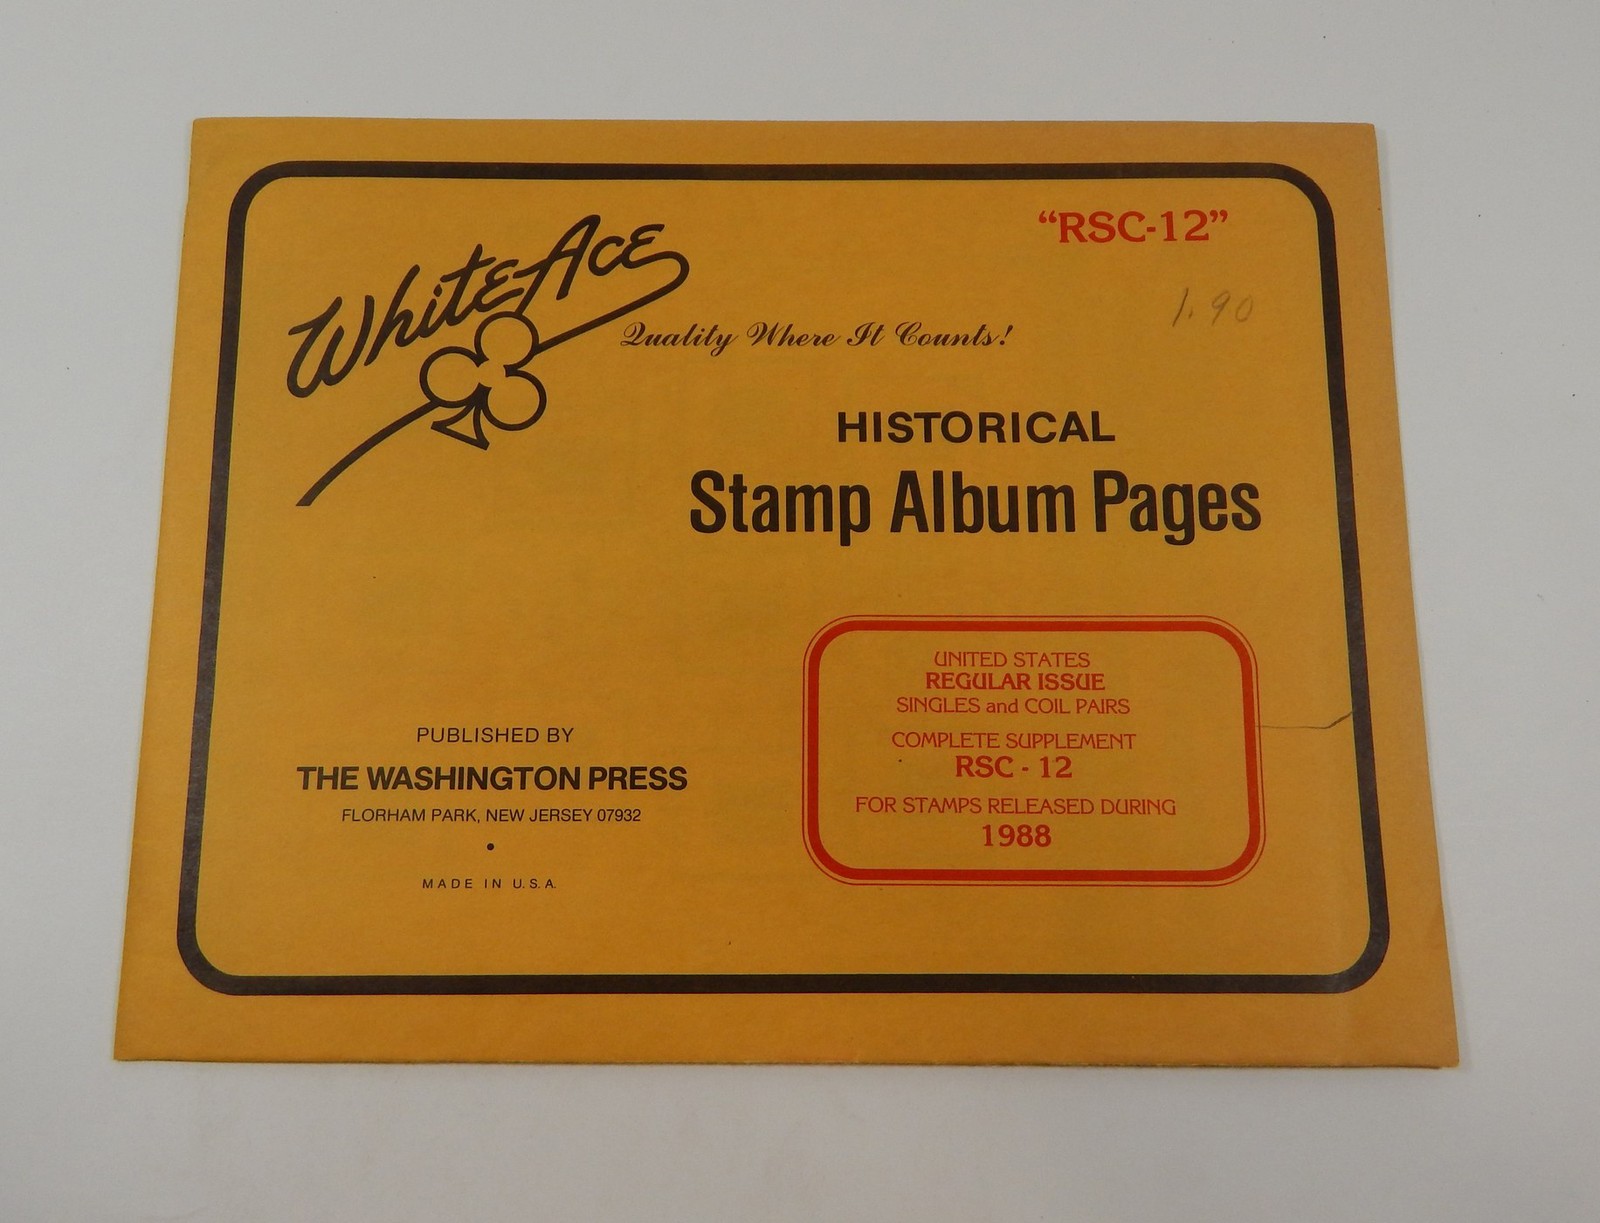 "RSC-12"
1.90
WhiteAce
Quality Where It Counts!
HISTORICAL
Stamp Album Pages
UNITED STATES
REGULAR ISSUE
SINGLES and COIL PAIRS
COMPLETE SUPPLEMENT
RSC - 12
FOR STAMPS RELEASED DURING
1988
PUBLISHED BY
THE WASHINGTON PRESS
FLORHAM PARK, NEW JERSEY 07932
•
MADE IN U.S.A.